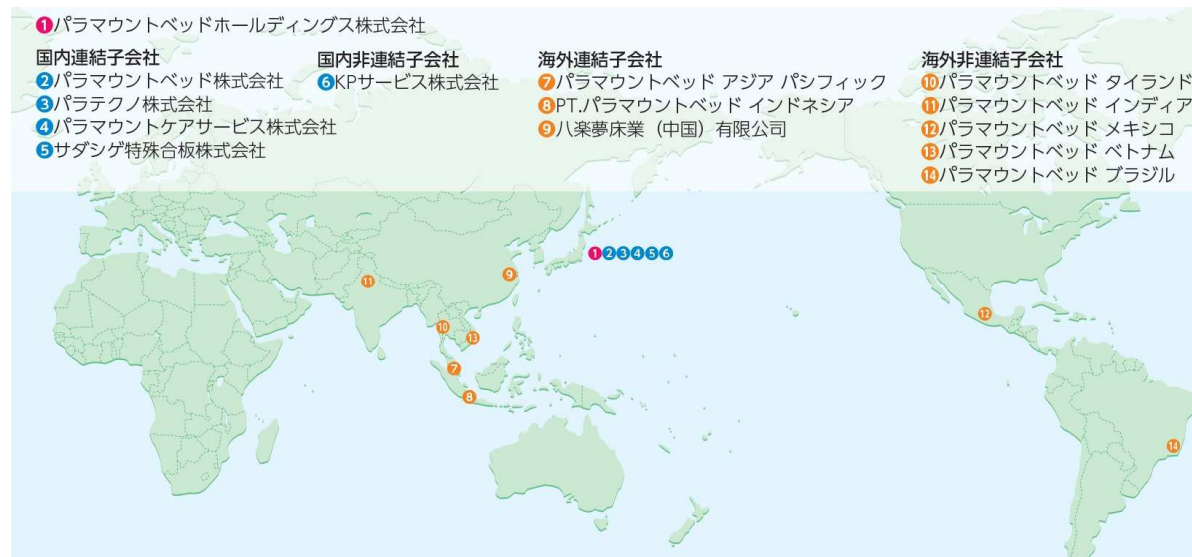 ❶パラマウントベッドホールディングス株式会社
国内連結子会社
❷パラマウントベッド株式会社
❸パラテクノ株式会社
❹パラマウントケアサービス株式会社
❺サダシゲ特殊合板株式会社
国内非連結子会社
❻KPサービス株式会社
海外連結子会社
❼パラマウントベッド アジア パシフィック
❽PT.パラマウントベッド インドネシア
❾八楽夢床業（中国）有限公司
海外非連結子会社
❿パラマウントベッド タイランド
⓫パラマウントベッド インディア
⓬パラマウントベッド メキシコ
⓭パラマウントベッド ベトナム
⓮パラマウントベッド ブラジル
❶❷❸❹❺❻
❾
⓫
⓬
❿
⓭
❼
❽
⓮